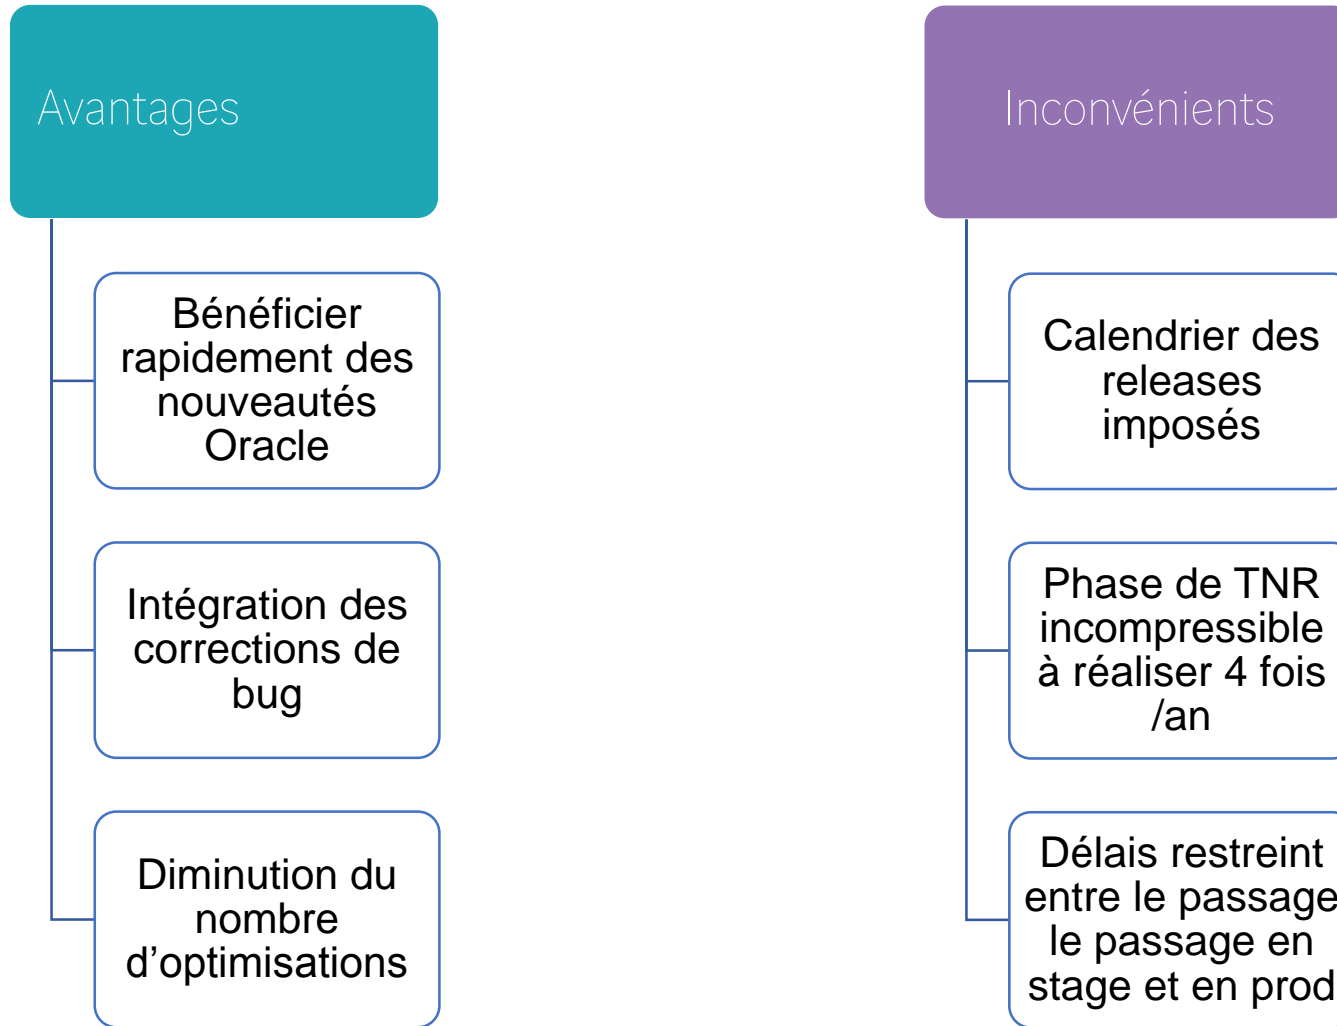 Avantages
Bénéficier
rapidement des
nouveautés
Oracle
Intégration des
corrections de
bug
Diminution du
nombre
d’optimisations
Inconvénients
Calendrier des
releases
imposés
Phase de TNR
incompressible
à réaliser 4 fois
/an
Délais restreint
entre le passage
le passage en
stage et en prod